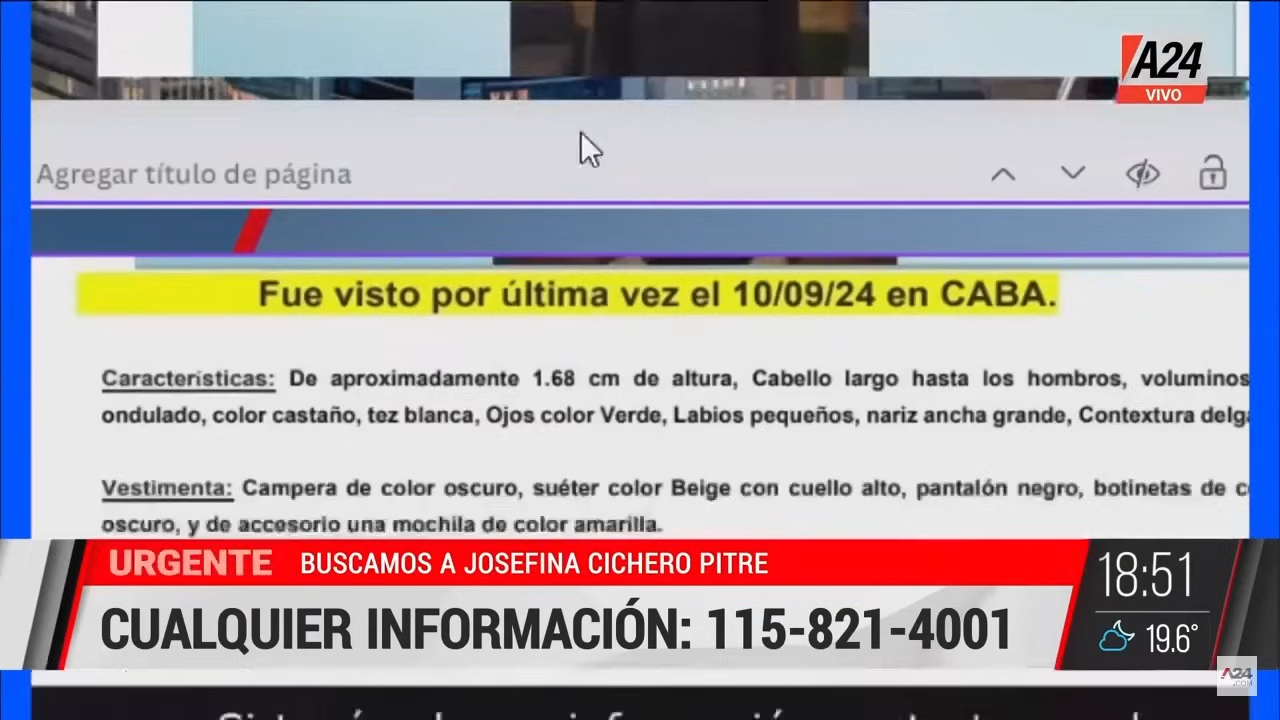 A24
VIVO
Agregar título de página
Fue visto por última vez el 10/09/24 en CABA.
Características: De aproximadamente 1.68 cm de altura, Cabello largo hasta los hombros, voluminos
ondulado, color castaño, tez blanca, Ojos color Verde, Labios pequeños, nariz ancha grande, Contextura delga
Vestimenta: Campera de color oscuro, suéter color Beige con cuello alto, pantalón negro, botinetas de c
oscuro, y de accesorio una mochila de color amarilla.
URGENTE BUSCAMOS A JOSEFINA CICHERO PITRE
CUALQUIER INFORMACIÓN: 115-821-4001
18:51
19.6°
A24
.COM